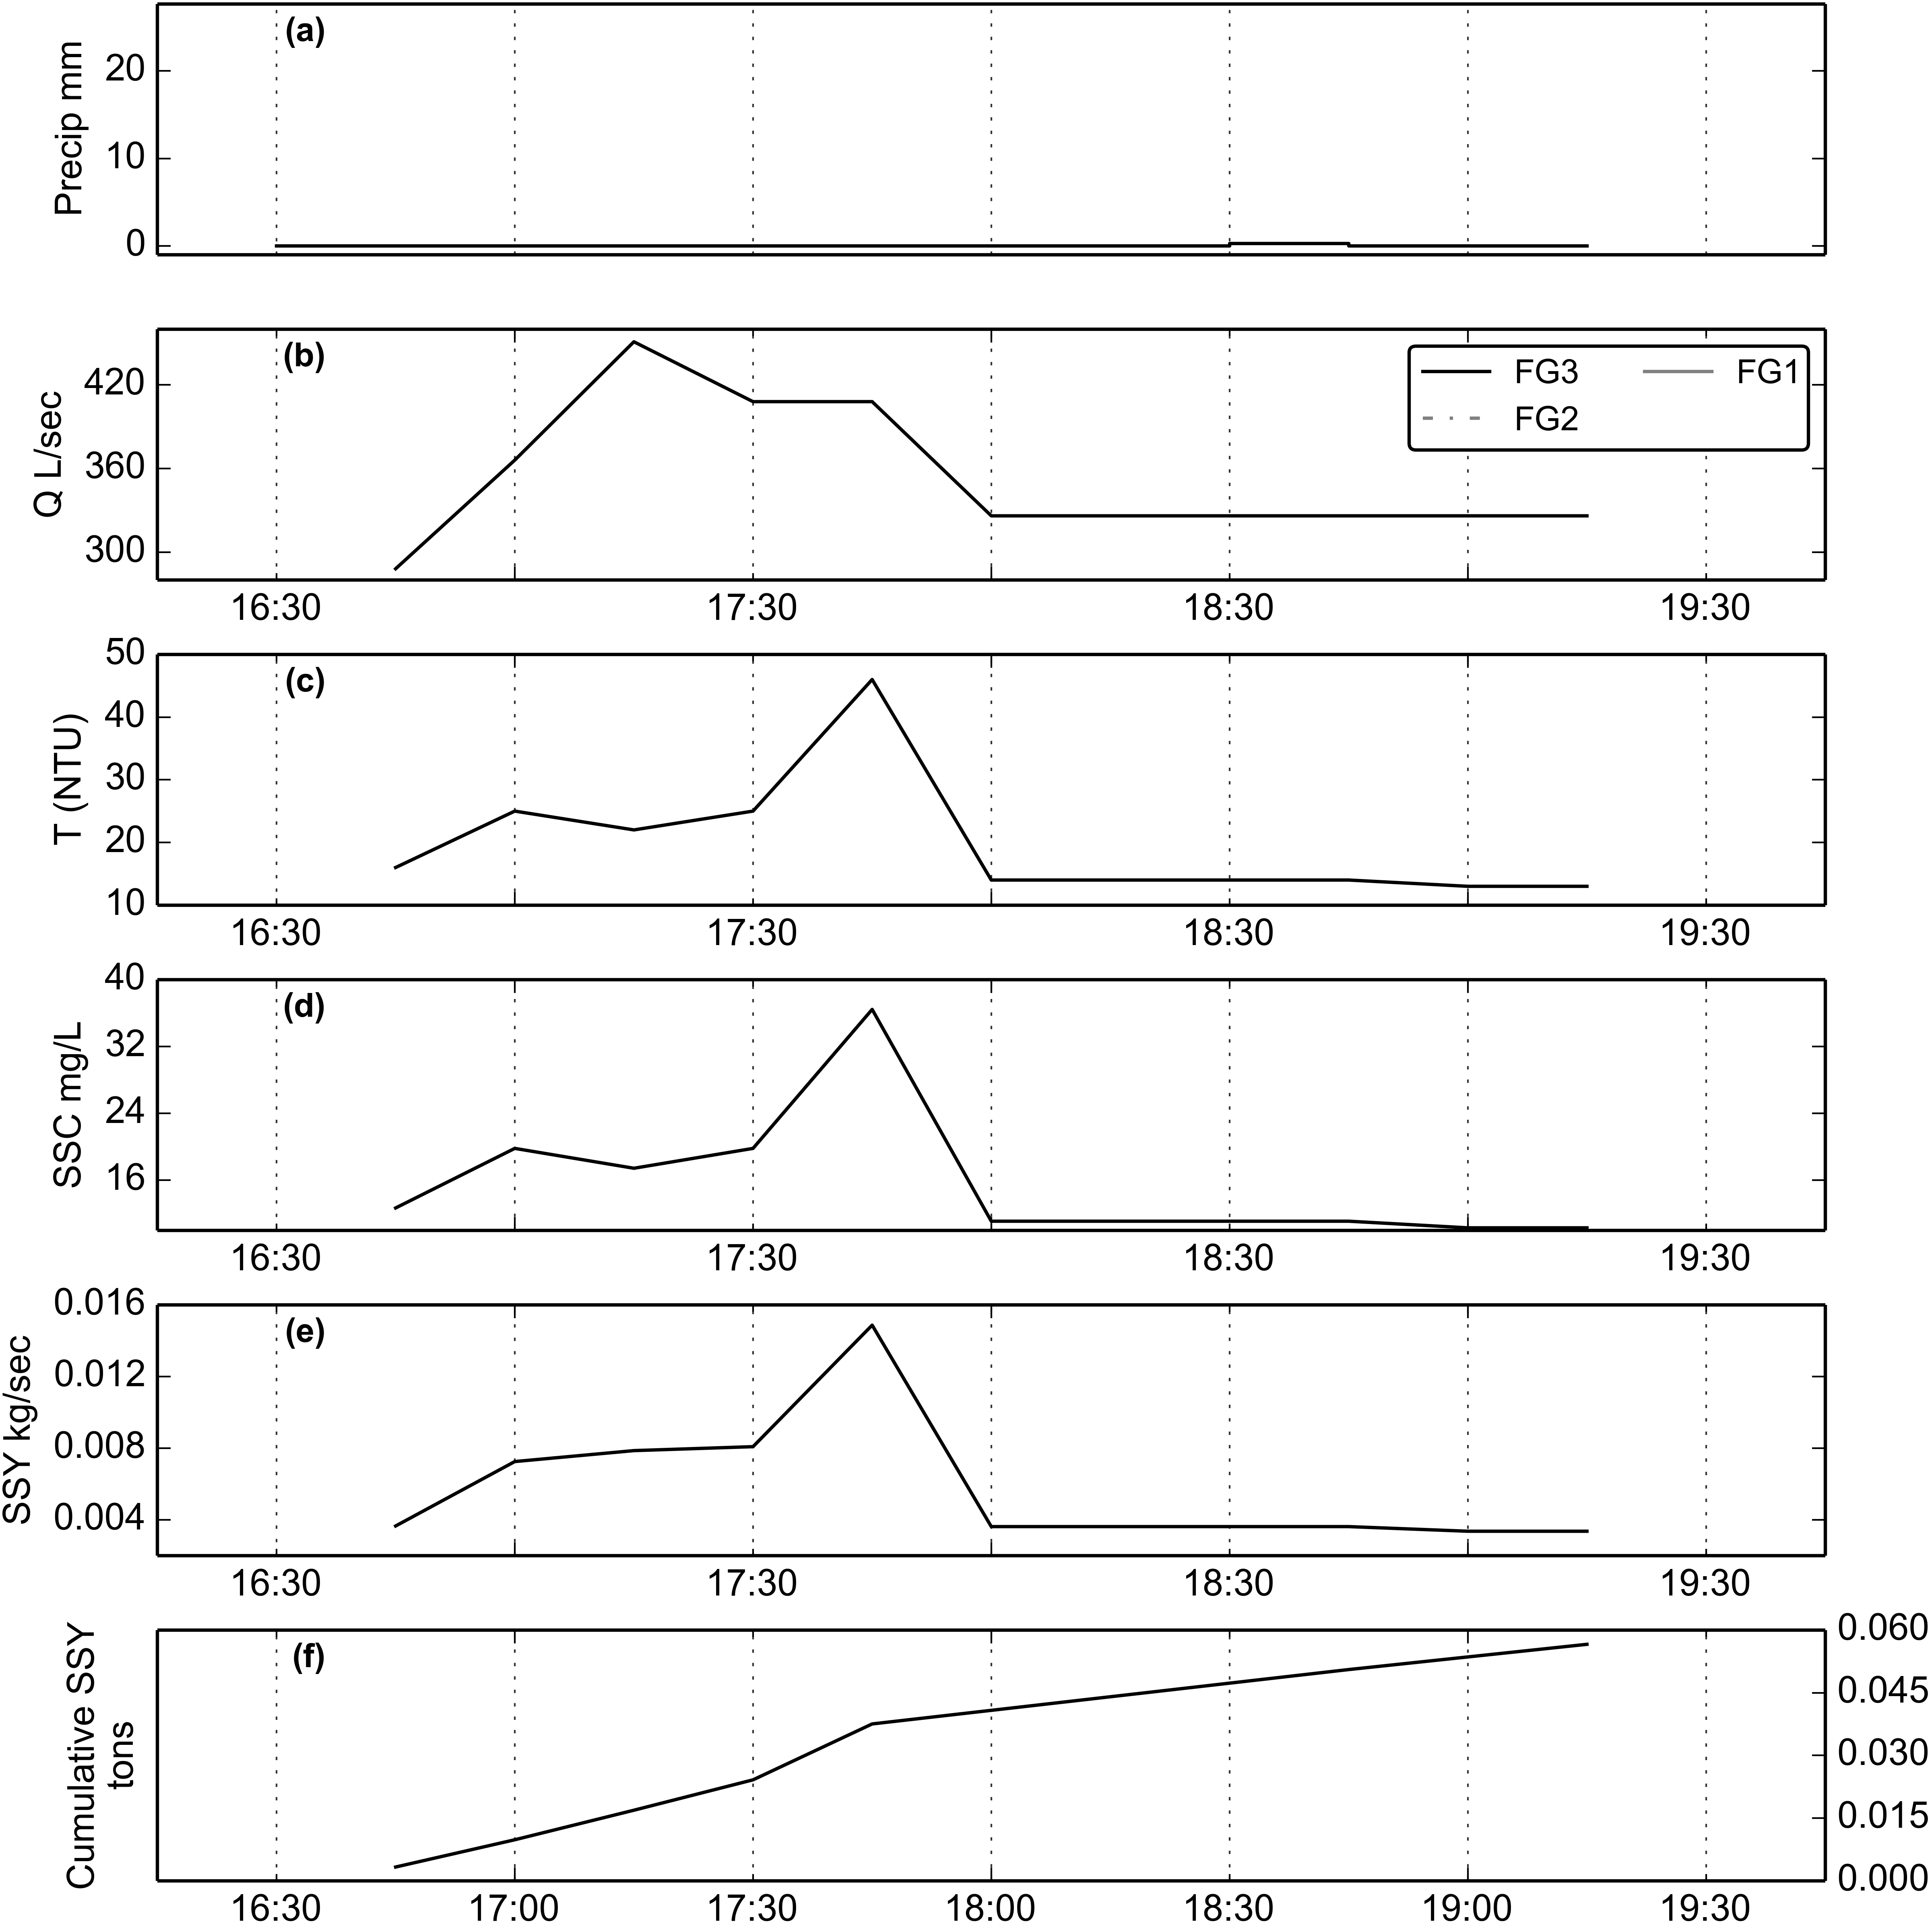 (a)
Precip mm
20
10
0
(b)
Q L/sec
420
360
300
FG3 FG1
FG2
16:30 17:30 18:30 19:30
(c)
T (NTU)
50
40
30
20
10
16:30 17:30 18:30 19:30
(d)
SSC mg/L
40
32
24
16
16:30 17:30 18:30 19:30
(e)
SSY kg/sec
0.016
0.012
0.008
0.004
16:30 17:30 18:30 19:30
(f)
Cumulative SSY
tons
0.060
0.045
0.030
0.015
0.000
16:30 17:00 17:30 18:00 18:30 19:00 19:30